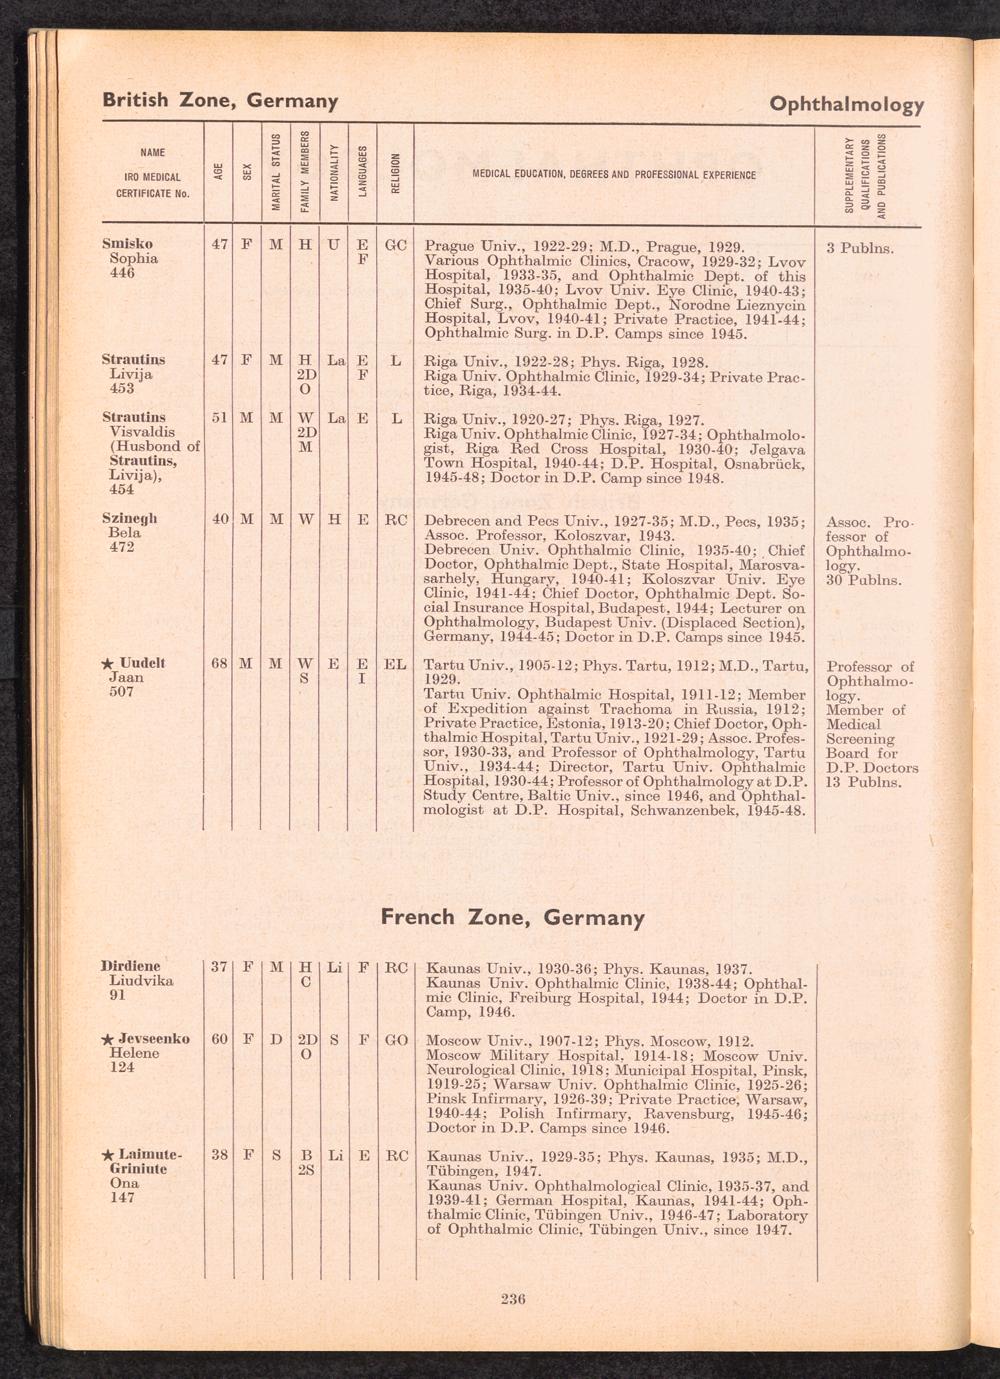 British Zone, Germany
Ophthalmology
NAME
IRO MEDICAL
CERTIFICATE No.
AGE
SEX
MARITAL STATUS
FAMILY MEMBERS
NATIONALITY
LANGUAGES
RELIGION
MEDICAL EDUCATION, DEGREES AND PROFESSIONAL EXPERIENCE
SUPPLEMENTARY
QUALIFICATIONS
AND PUBLICATIONS
Smisko 47 F M H U E GC Prague Univ., 1922-29; M.D., Prague, 1929. 3 Publns.
Sophia F Various Ophthalmic Clinics, Cracow, 1929-32; Lvov
446 Hospital, 1933-35, and Ophthalmic Dept. of this
Hospital, 1935-40; Lvov Univ. Eye Clinic, 1940-43;
Chief Surg., Ophthalmic Dept., Norodne Lieznycin
Hospital, Lvov, 1940-41; Private Practice, 1941-44;
Ophthalmic Surg. in D.P. Camps since 1945.
Strautins 47 F M H La E L Riga Univ., 1922-28; Phys. Riga, 1928.
Livija 2D F Riga Univ. Ophthalmic Clinic, 1929-34; Private Prac-
453 O tice, Riga, 1934-44.
Strautins 51 M M W La E L Riga Univ., 1920-27; Phys. Riga, 1927.
Visvaldis 2D Riga Univ. Ophthalmic Clinic, 1927-34; Ophthalmolo-
(Husbond of M gist, Riga Red Cross Hospital, 1930-40; Jelgava
Strautins, Town Hospital, 1940-44; D.P. Hospital, Osnabrück,
Livija), 1945-48; Doctor in D.P. Camp since 1948.
454
Szinegh 40 M M W H E RC Debrecen and Pecs Univ., 1927-35; M.D., Pecs, 1935; Assoc. Pro-
Bela Assoc. Professor, Koloszvar, 1943. fessor of
472 Debrecen Univ. Ophthalmic Clinic, 1935-40; Chief Ophthalmo-
Doctor, Ophthalmic Dept., State Hospital, Marosva- logy.
sarhely, Hungary, 1940-41; Koloszvar Univ. Eye 30 Publns.
Clinic, 1941-44; Chief Doctor, Ophthalmic Dept. So-
cial Insurance Hospital, Budapest, 1944; Lecturer on
Ophthalmology, Budapest Univ. (Displaced Section),
Germany, 1944-45; Doctor in D.P. Camps since 1945.
★ Uudelt 68 M M W E E EL Tartu Univ., 1905-12; Phys. Tartu, 1912; M.D., Tartu, Professor of
Jaan S I 1929. Ophthalmo-
507 Tartu Univ. Ophthalmic Hospital, 1911-12; Member logy.
of Expedition against Trachoma in Russia, 1912; Member of
Private Practice, Estonia, 1913-20; Chief Doctor, Oph- Medical
thalmic Hospital, Tartu Univ., 1921-29; Assoc. Profes- Screening
sor, 1930-33, and Professor of Ophthalmology, Tartu Board for
Univ., 1934-44; Director, Tartu Univ. Ophthalmic D.P. Doctors
Hospital, 1930-44; Professor of Ophthalmology at D.P. 13 Publns.
Study Centre, Baltic Univ., since 1946, and Ophthal-
mologist at D.P. Hospital, Schwanzenbek, 1945-48.
French Zone, Germany
Dirdiene 37 F M H Li F RC Kaunas Univ., 1930-36; Phys. Kaunas, 1937.
Liudvika C Kaunas Univ. Ophthalmic Clinic, 1938-44; Ophthal-
91 mic Clinic, Freiburg Hospital, 1944; Doctor in D.P.
Camp, 1946.
★ Jevseenko 60 F D 2D S F GO Moscow Univ., 1907-12; Phys. Moscow, 1912.
Helene O Moscow Military Hospital, 1914-18; Moscow Univ.
124 Neurological Clinic, 1918; Municipal Hospital, Pinsk,
1919-25; Warsaw Univ. Ophthalmic Clinic, 1925-26;
Pinsk Infirmary, 1926-39; Private Practice, Warsaw,
1940-44; Polish Infirmary, Ravensburg, 1945-46;
Doctor in D.P. Camps since 1946.
★ Laimute- 38 F S B Li E RC Kaunas Univ., 1929-35; Phys. Kaunas, 1935; M.D.,
Griniute 2S Tübingen, 1947.
Ona Kaunas Univ. Ophthalmological Clinic, 1935-37, and
147 1939-41; German Hospital, Kaunas, 1941-44; Oph-
thalmic Clinic, Tübingen Univ., 1946-47; Laboratory
of Ophthalmic Clinic, Tübingen Univ., since 1947.
236